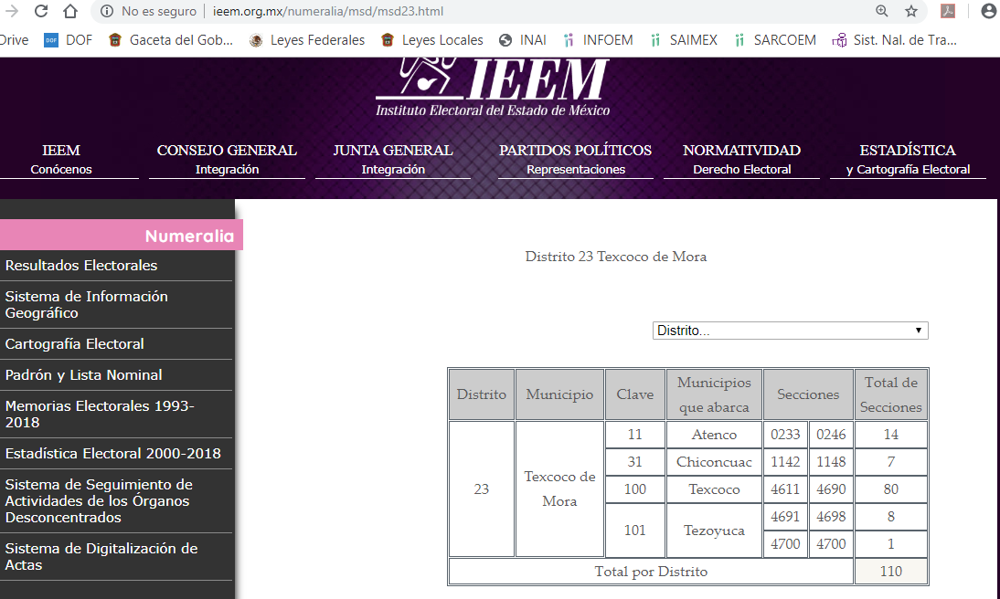 No es seguro | ieem.org.mx/numeralia/msd/msd23.html
Drive DOF DOF Gaceta del Gob... Leyes Federales Leyes Locales INAI INFOEM SAIMEX SARCOEM Sist. Nal. de Tra...
IEEM
Instituto Electoral del Estado de México
IEEM CONSEJO GENERAL JUNTA GENERAL PARTIDOS POLÍTICOS NORMATIVIDAD ESTADÍSTICA
Conócenos Integración Integración Representaciones Derecho Electoral y Cartografía Electoral
Numeralia
Resultados Electorales
Sistema de Información
Geográfico
Cartografía Electoral
Padrón y Lista Nominal
Memorias Electorales 1993-
2018
Estadística Electoral 2000-2018
Sistema de Seguimiento de
Actividades de los Órganos
Desconcentrados
Sistema de Digitalización de
Actas
Distrito 23 Texcoco de Mora
Distrito...
Distrito Municipio Clave Municipios que abarca Secciones Total de Secciones
23 Texcoco de Mora 11 Atenco 0233 0246 14
31 Chiconcuac 1142 1148 7
100 Texcoco 4611 4690 80
101 Tezoyuca 4691 4698 8
4700 4700 1
Total por Distrito 110